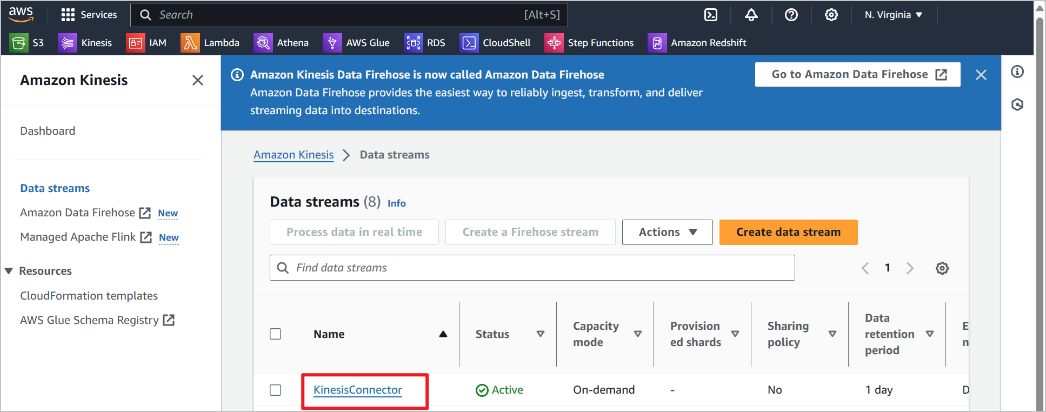 aws
Services
Search
[Alt+S]
N. Virginia
S3
Kinesis
IAM
Lambda
Athena
AWS Glue
RDS
CloudShell
Step Functions
Amazon Redshift
Amazon Kinesis
Dashboard
Data streams
Amazon Data Firehose New
Managed Apache Flink New
Resources
CloudFormation templates
AWS Glue Schema Registry
Amazon Kinesis Data Firehose is now called Amazon Data Firehose
Amazon Data Firehose provides the easiest way to reliably ingest, transform, and deliver
streaming data into destinations.
Go to Amazon Data Firehose
Amazon Kinesis
Data streams
Data streams (8) Info
Process data in real time
Create a Firehose stream
Actions
Create data stream
Find data streams
1
Name
Status
Capacity
mode
Provision
ed shards
Sharing
policy
Data
retention
period
E
n
KinesisConnector
Active
On-demand
-
No
1 day
D